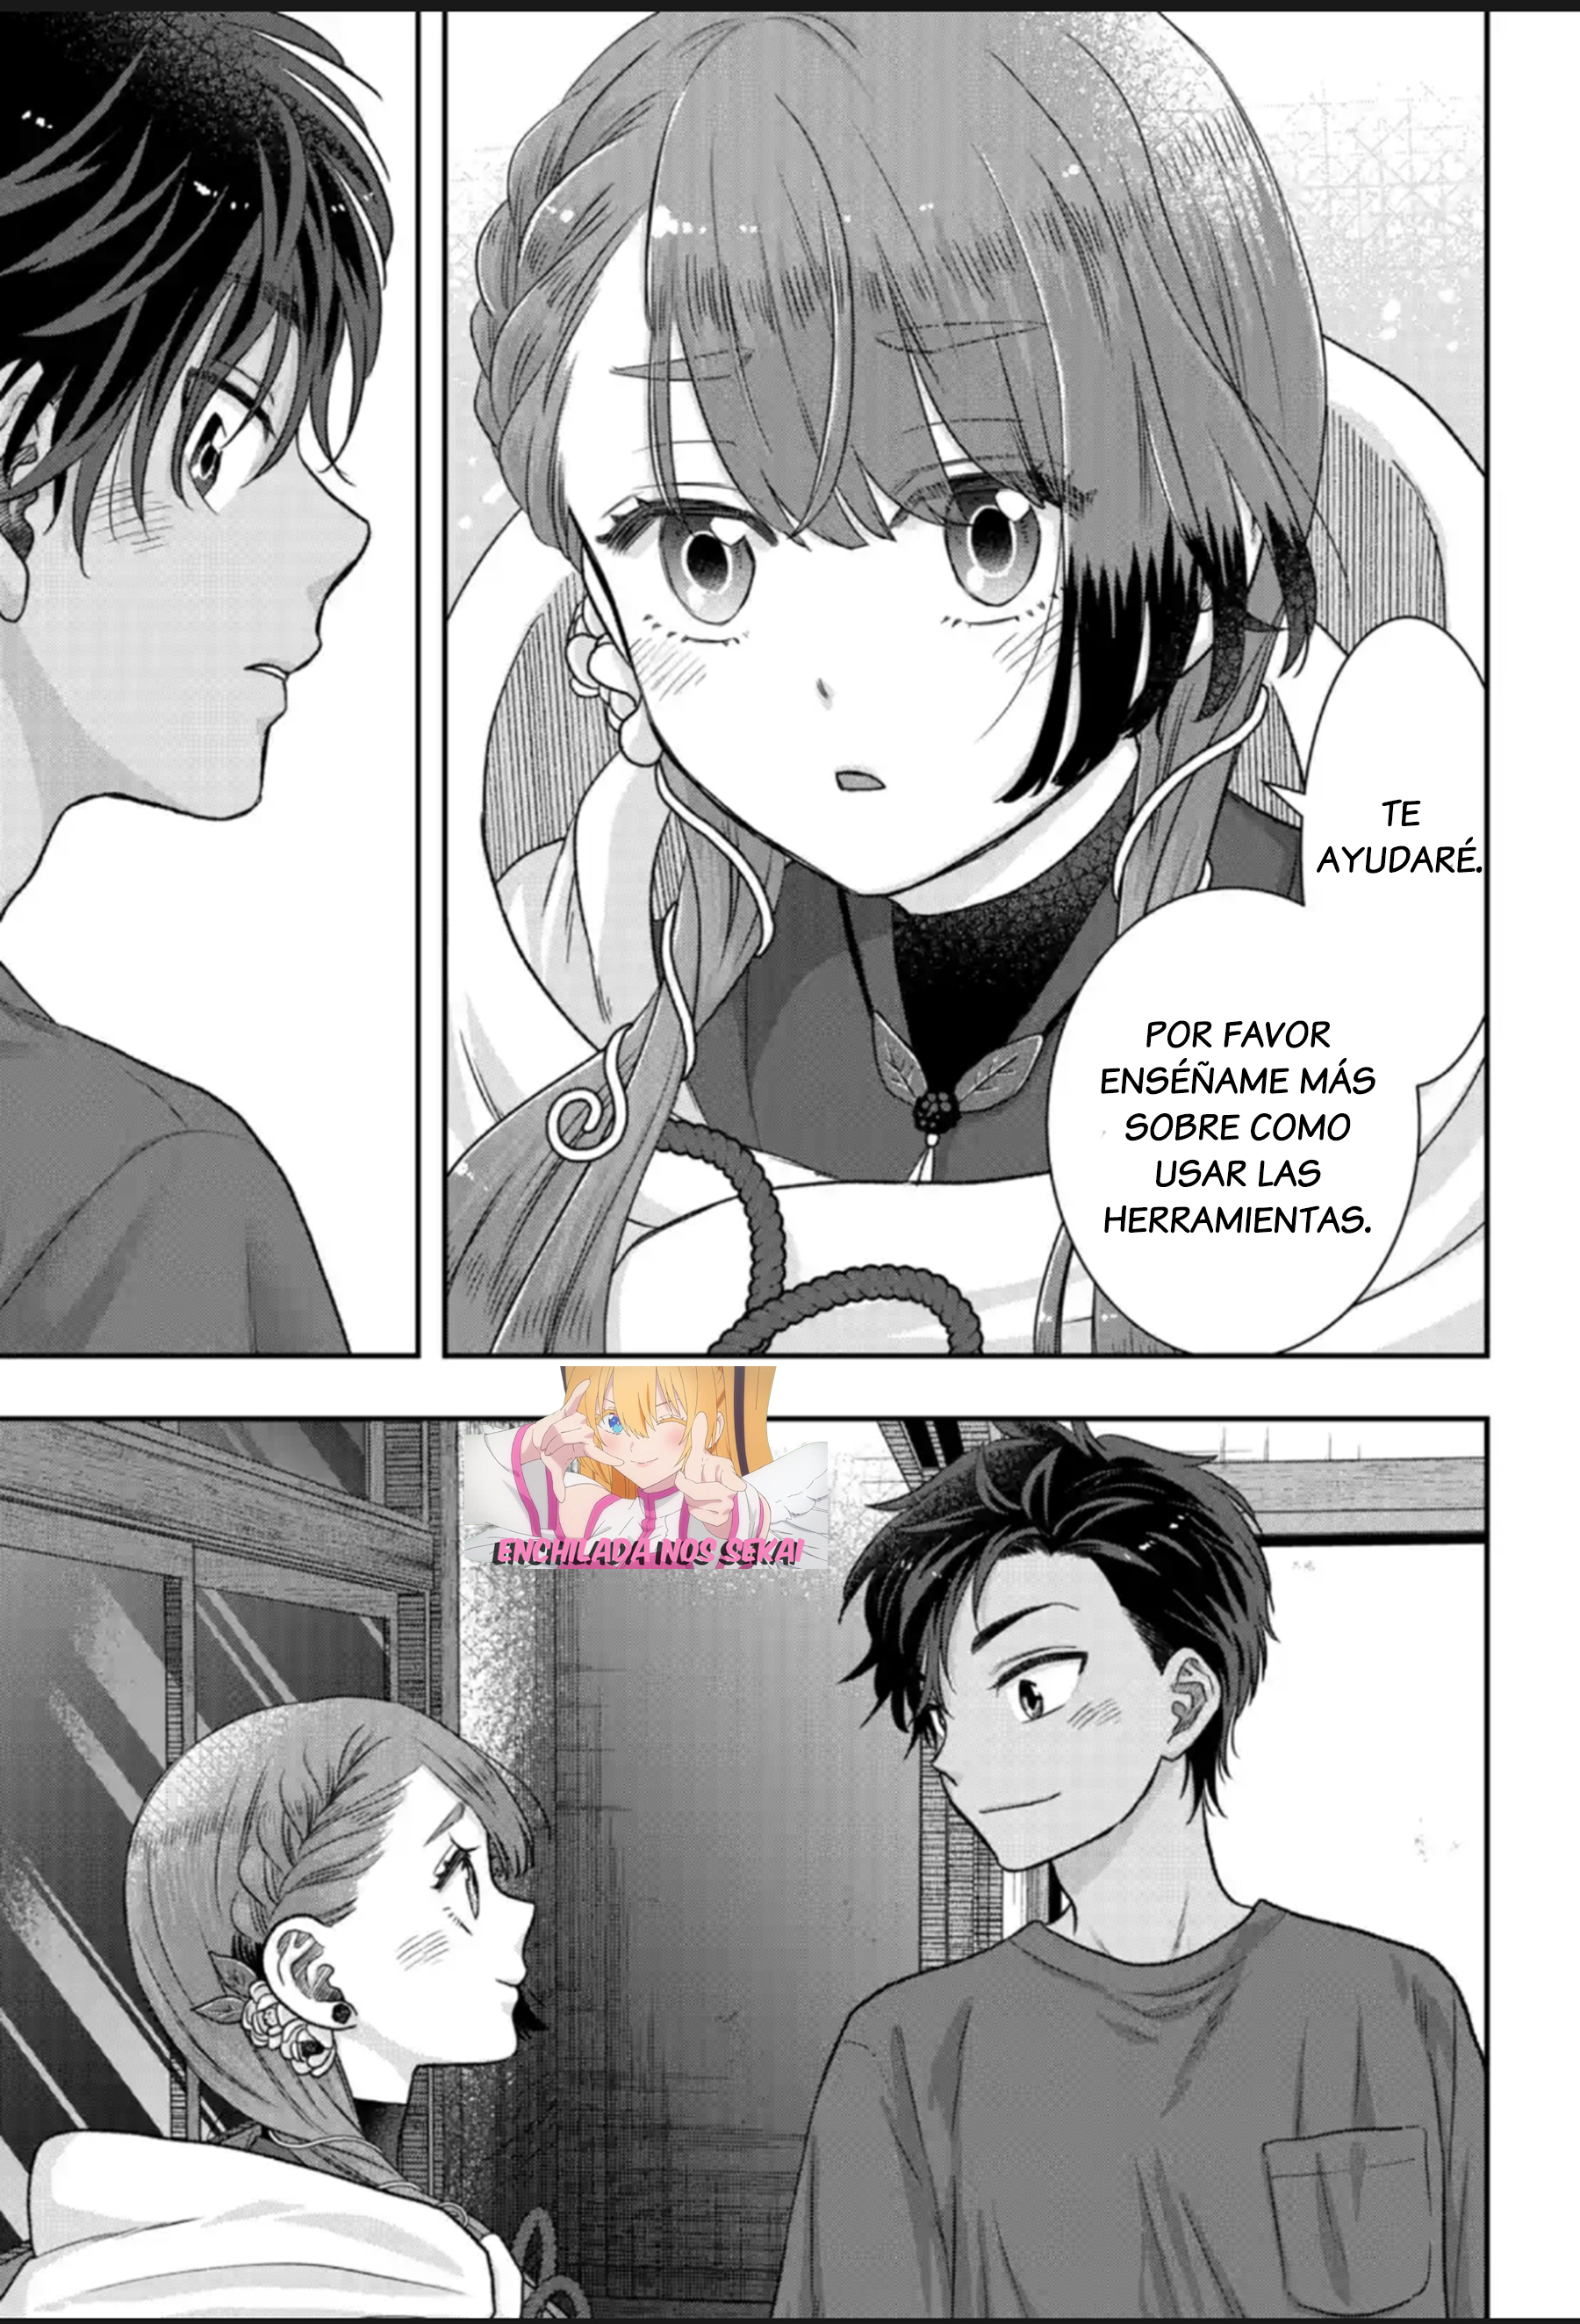 TE
AYUDARÉ.
POR FAVOR
ENSÉÑAME MÁS
SOBRE COMO
USAR LAS
HERRAMIENTAS.
ENCHILADA NOS SEKAI